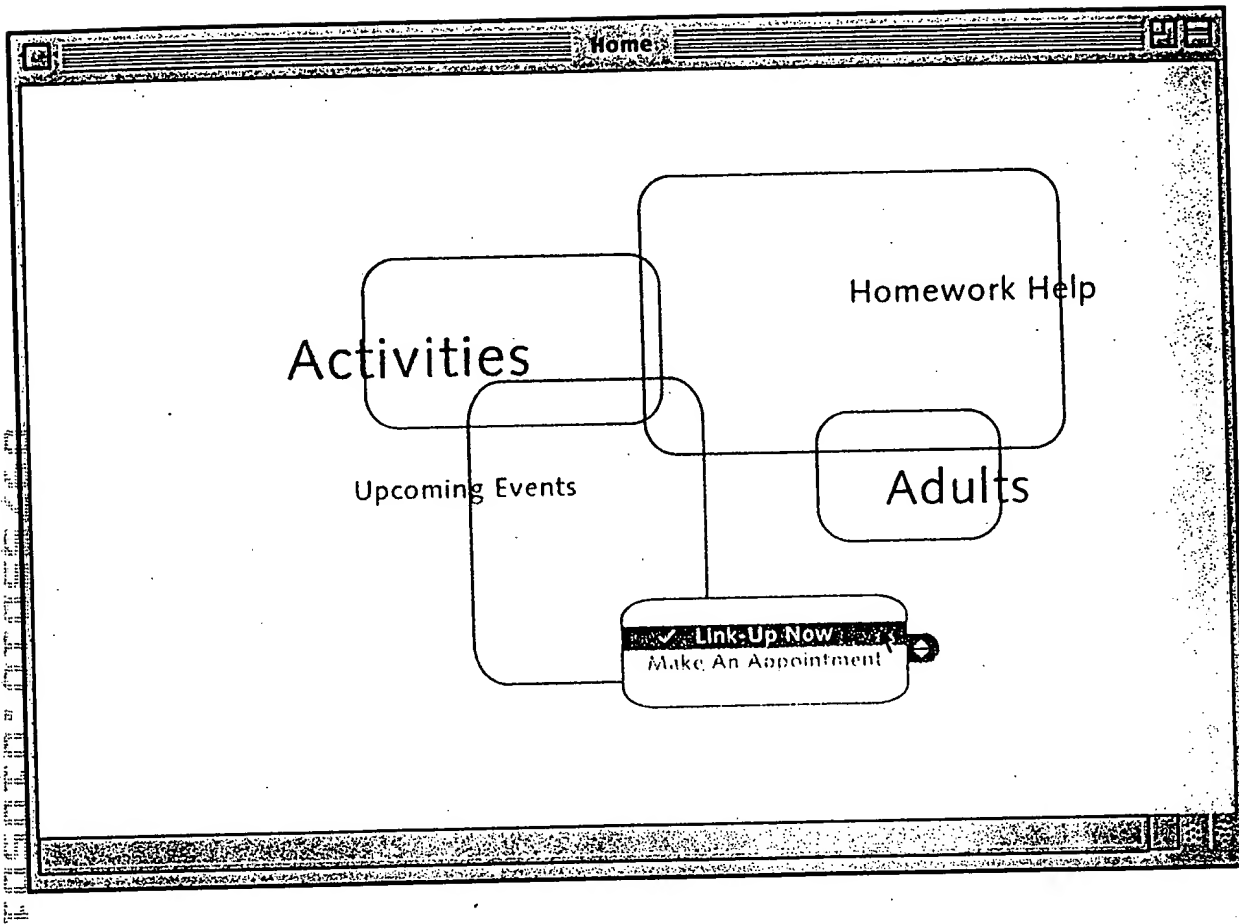 Home
Homework Help
Activities
Upcoming Events
Adults
✓ Link-Up Now
Make An Appointment